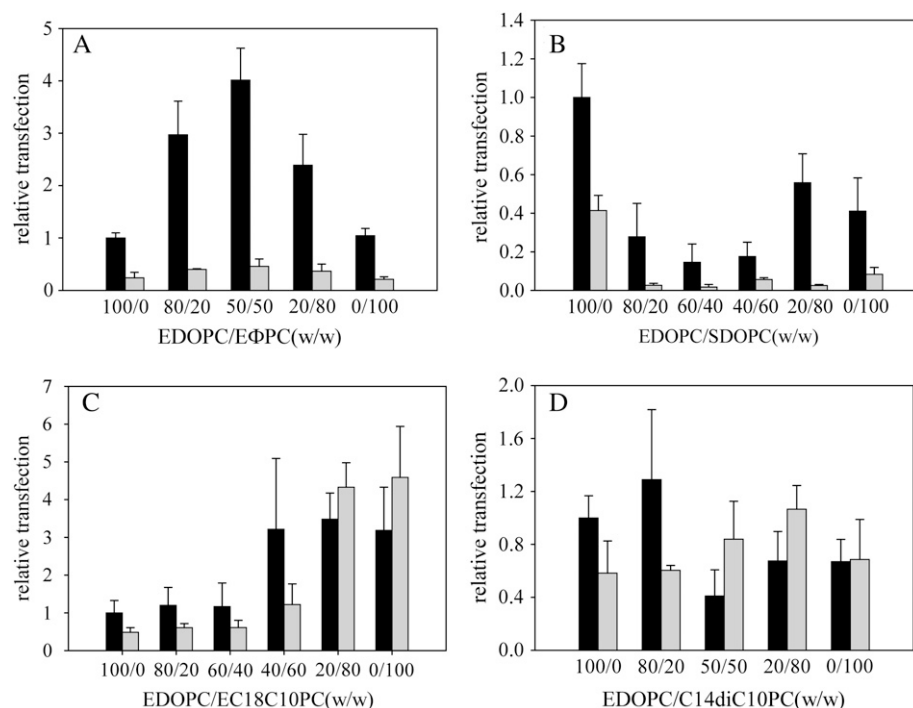 A
relative transfection
5
4
3
2
1
0
100/0 80/20 50/50 20/80 0/100
EDOPC/EΦPC(w/w)
B
relative transfection
1.4
1.2
1.0
0.8
0.6
0.4
0.2
0.0
100/0 80/20 60/40 40/60 20/80 0/100
EDOPC/SDOPC(w/w)
C
relative transfection
7
6
5
4
3
2
1
0
100/0 80/20 60/40 40/60 20/80 0/100
EDOPC/EC18C10PC(w/w)
D
relative transfection
2.0
1.6
1.2
0.8
0.4
0.0
100/0 80/20 50/50 20/80 0/100
EDOPC/C14diC10PC(w/w)